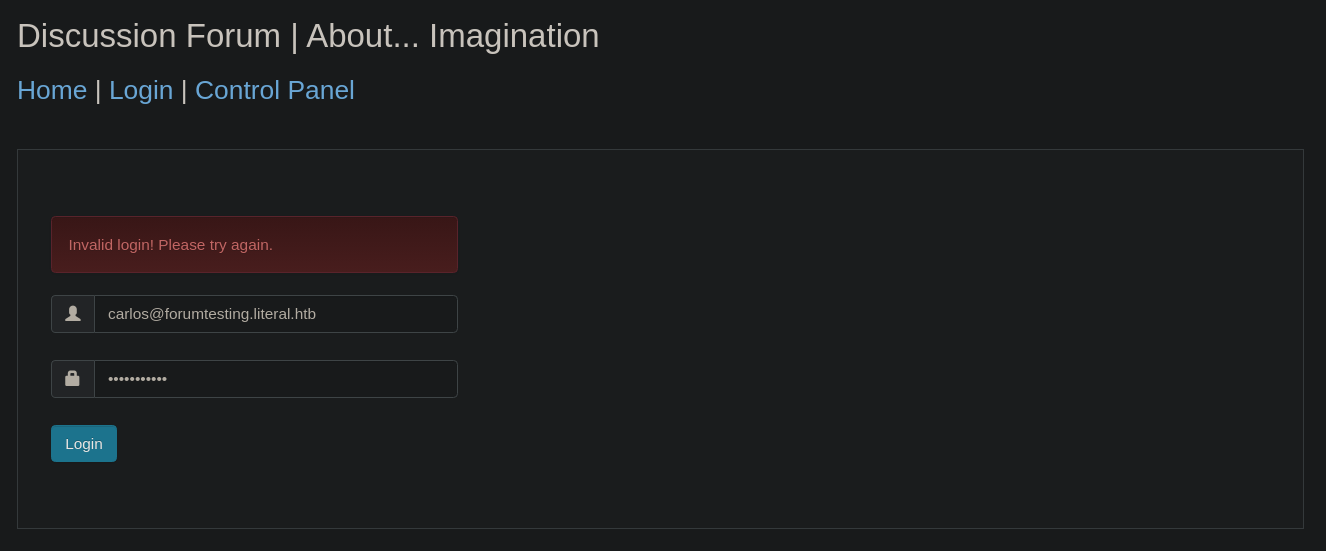 Discussion Forum | About... Imagination
Home | Login | Control Panel
Invalid login! Please try again.
carlos@forumtesting.literal.htb
•••••••••••
Login